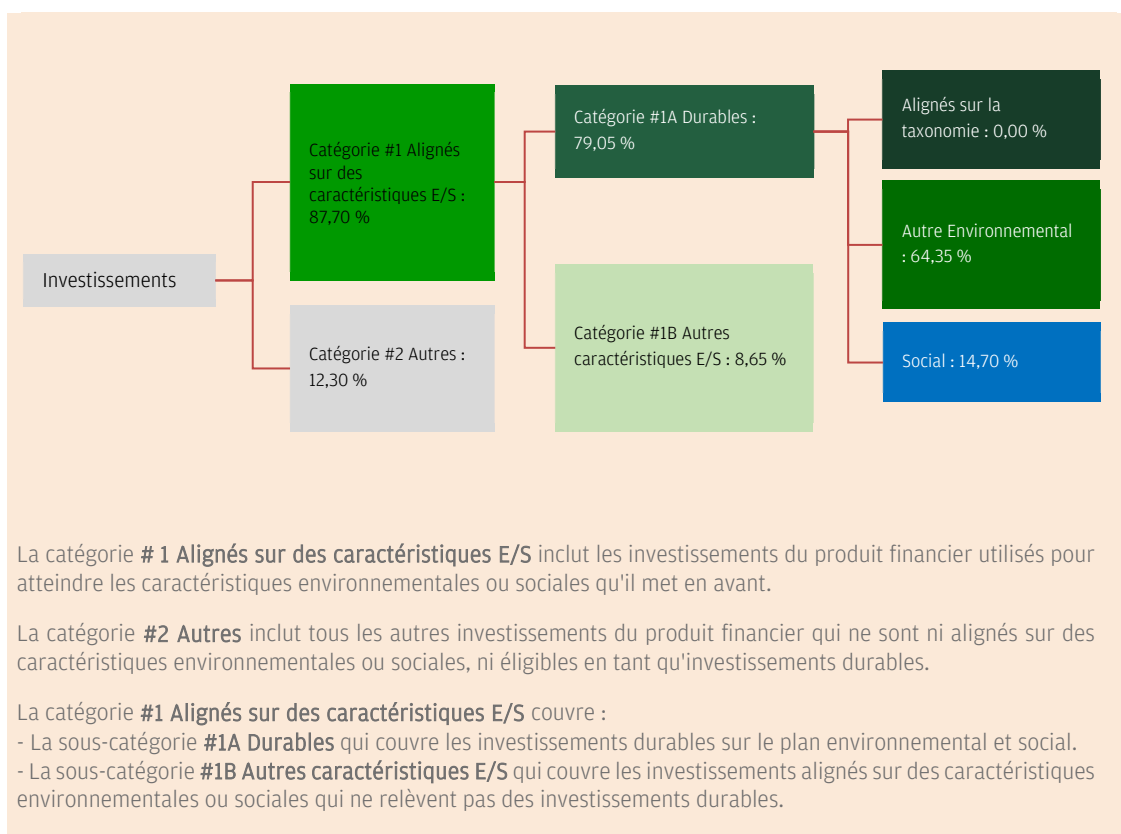 Investissements
Catégorie #1 Alignés
sur des
caractéristiques E/S :
87,70 %
Catégorie #2 Autres :
12,30 %
Catégorie #1A Durables :
79,05 %
Catégorie #1B Autres
caractéristiques E/S : 8,65 %
Alignés sur la
taxonomie : 0,00 %
Autre Environnemental
: 64,35 %
Social : 14,70 %
La catégorie # 1 Alignés sur des caractéristiques E/S inclut les investissements du produit financier utilisés pour
atteindre les caractéristiques environnementales ou sociales qu'il met en avant.
La catégorie #2 Autres inclut tous les autres investissements du produit financier qui ne sont ni alignés sur des
caractéristiques environnementales ou sociales, ni éligibles en tant qu'investissements durables.
La catégorie #1 Alignés sur des caractéristiques E/S couvre :
- La sous-catégorie #1A Durables qui couvre les investissements durables sur le plan environnemental et social.
- La sous-catégorie #1B Autres caractéristiques E/S qui couvre les investissements alignés sur des caractéristiques
environnementales ou sociales qui ne relèvent pas des investissements durables.